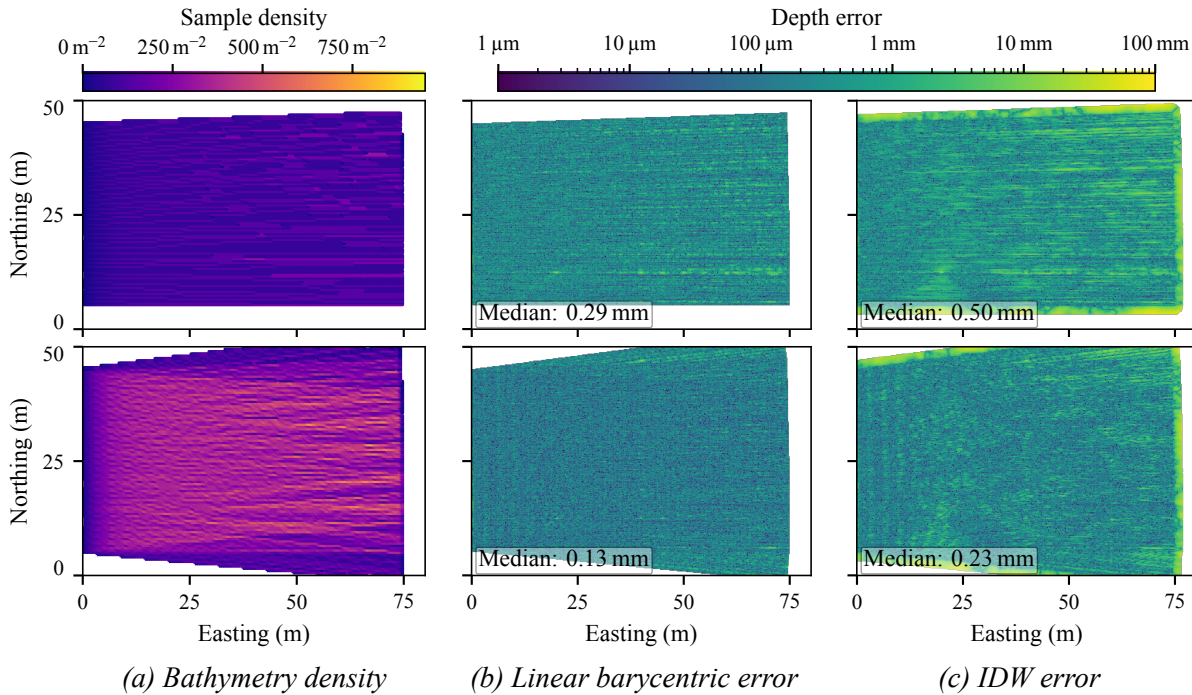 Sample density
0 m⁻² 250 m⁻² 500 m⁻² 750 m⁻²
Depth error
1 μm 10 μm 100 μm 1 mm 10 mm 100 mm
Northing (m)
50
25
0
Median: 0.29 mm
Median: 0.50 mm
Northing (m)
50
25
0
Median: 0.13 mm
Median: 0.23 mm
0 25 50 75
0 25 50 75
0 25 50 75
Easting (m)
Easting (m)
Easting (m)
(a) Bathymetry density
(b) Linear barycentric error
(c) IDW error